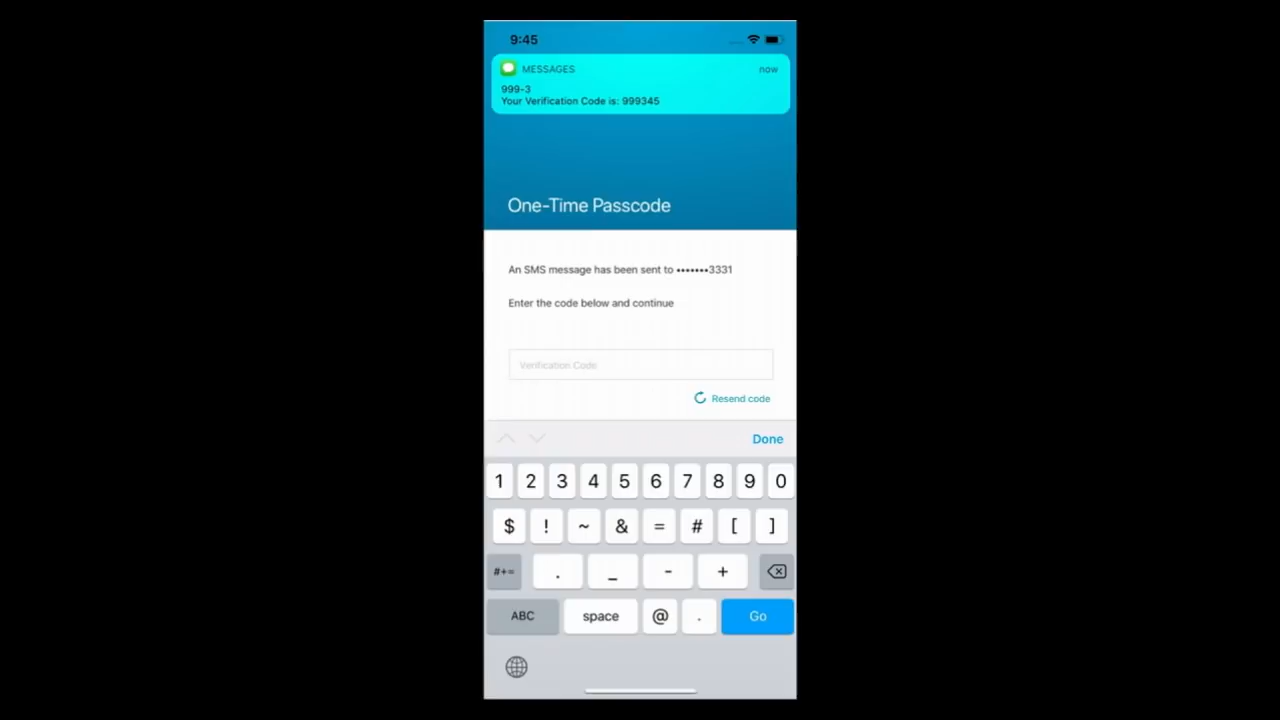 9:45
MESSAGES now
999-3
Your Verification Code is: 999345
One-Time Passcode
An SMS message has been sent to •••••••3331
Enter the code below and continue
Verification Code
Resend code
Done
1 2 3 4 5 6 7 8 9 0
$ ! ~ & = # [ ]
#+= . _ - +
ABC space @ . Go